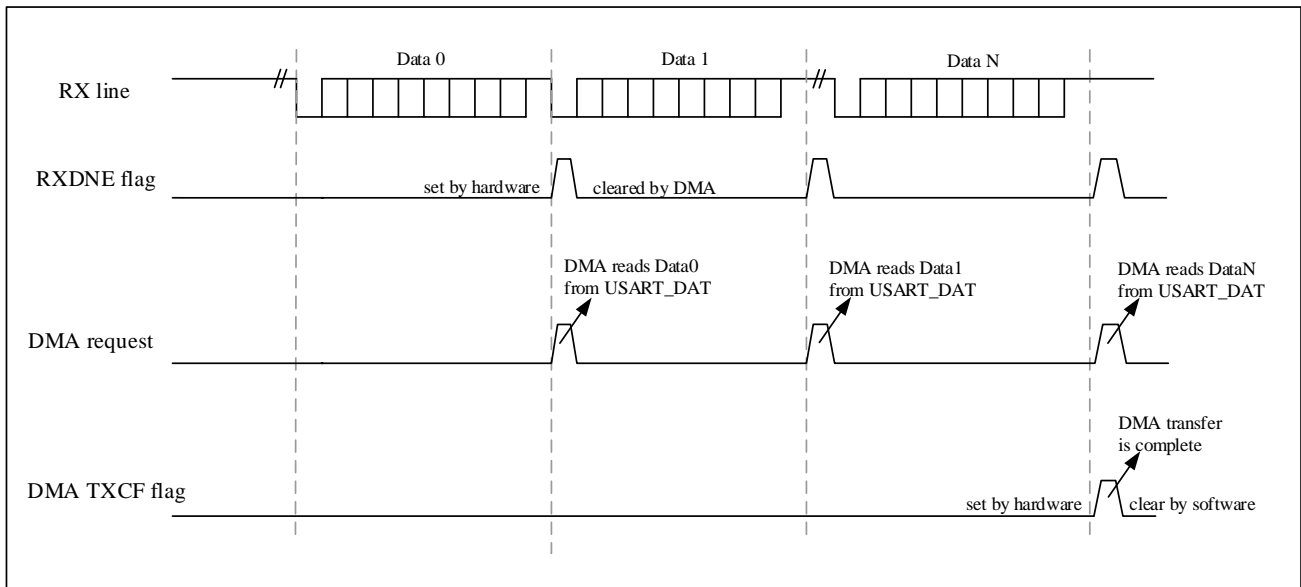 Data 0
Data 1
Data N
RX line
RXDNE flag
set by hardware
cleared by DMA
DMA reads Data0
from USART_DAT
DMA reads Data1
from USART_DAT
DMA reads DataN
from USART_DAT
DMA request
DMA transfer
is complete
DMA TXCF flag
set by hardware
clear by software